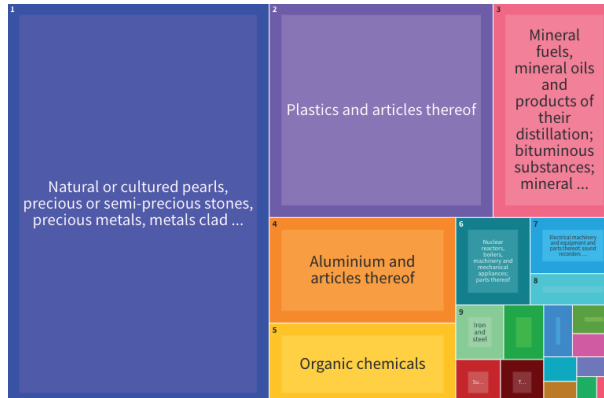 1
Natural or cultured pearls,
precious or semi-precious stones,
precious metals, metals clad ...
2
Plastics and articles thereof
3
Mineral
fuels,
mineral oils
and
products of
their
distillation;
bituminous
substances;
mineral ...
4
Aluminium and
articles thereof
5
Organic chemicals
6
Nuclear
reactors,
boilers,
machinery and
mechanical
appliances;
parts thereof
7
Electrical machinery
and equipment and
parts thereof; sound
recorders ...
8
9
Iron
and
steel
Su...
T...